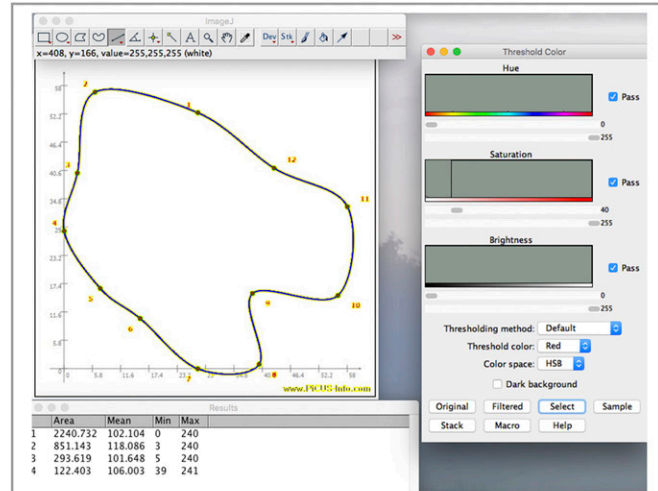 ImageJ
Dev Stk
x=408, y=166, value=255,255,255 (white)
58
52.2
46.4
40.6
34.8
23.2
17.4
11.6
5.8
0
0 5.8 11.6 17.4 46.4 52.2 58
1
2
3
4
5
6
7
9
10
11
12
www.PiCUS-Info.com
Results
Area Mean Min Max
1 2240.732 102.104 0 240
2 851.143 118.086 3 240
3 293.619 101.648 5 240
4 122.403 106.003 39 241
Threshold Color
Hue
Pass
0
255
Saturation
Pass
40
255
Brightness
Pass
0
255
Thresholding method: Default
Threshold color: Red
Color space: HSB
Dark background
Original Filtered Select Sample
Stack Macro Help